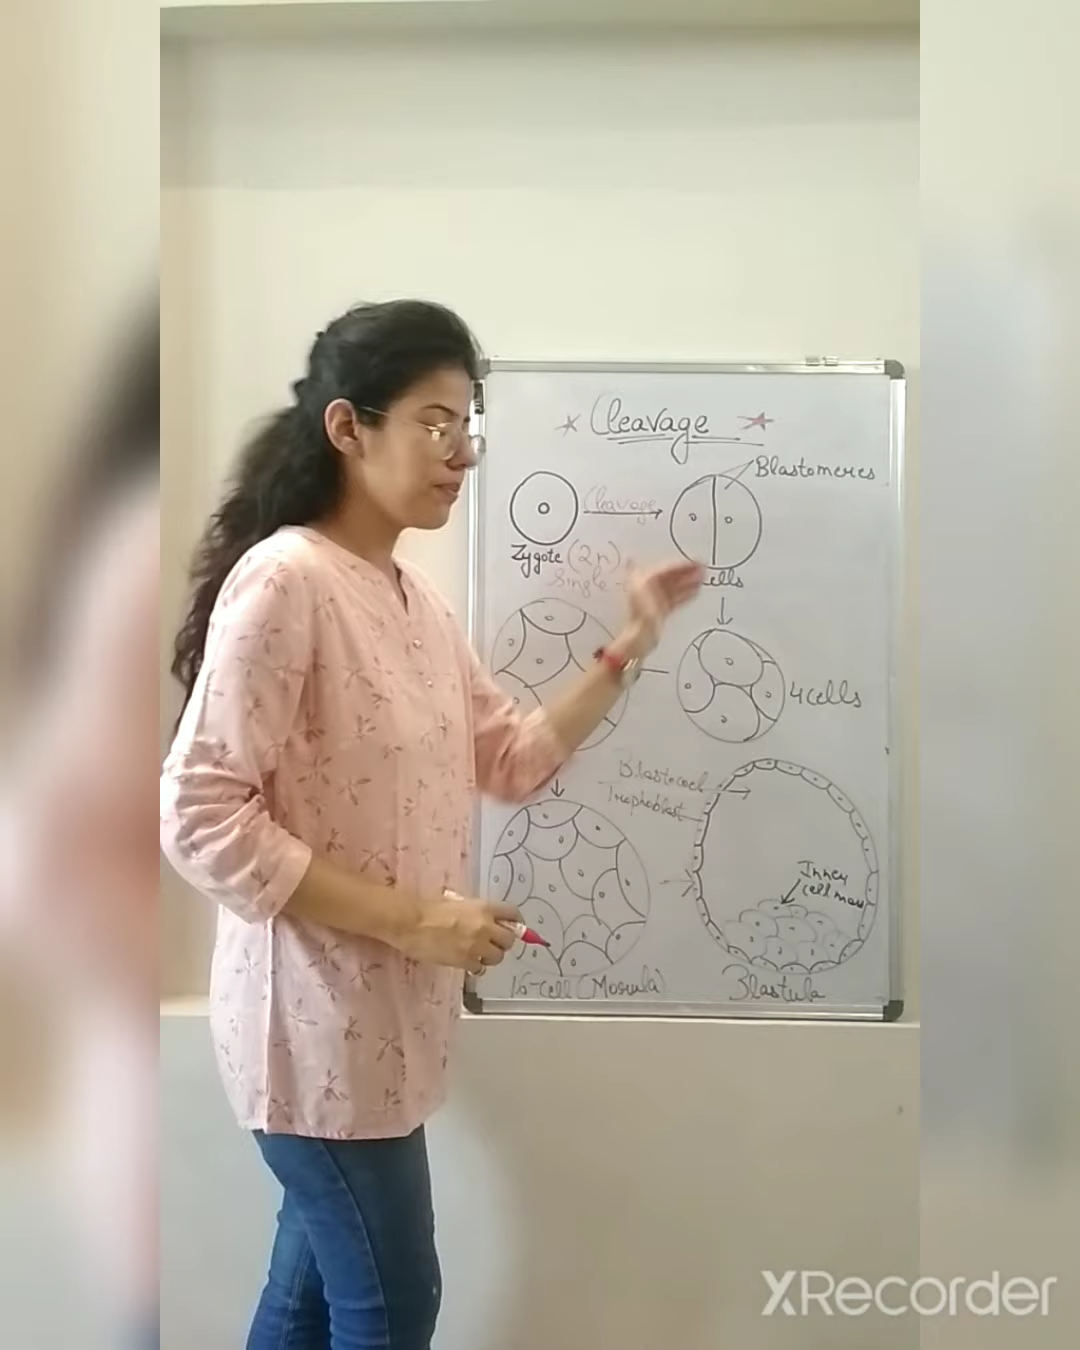 Cleavage
Blastomeres
Cleavage
Zygote (2n)
Single-
cells
4 cells
Blastocoel
Trophoblast
Inner
cell mass
16-cell (Morula)
Blastula
XRecorder